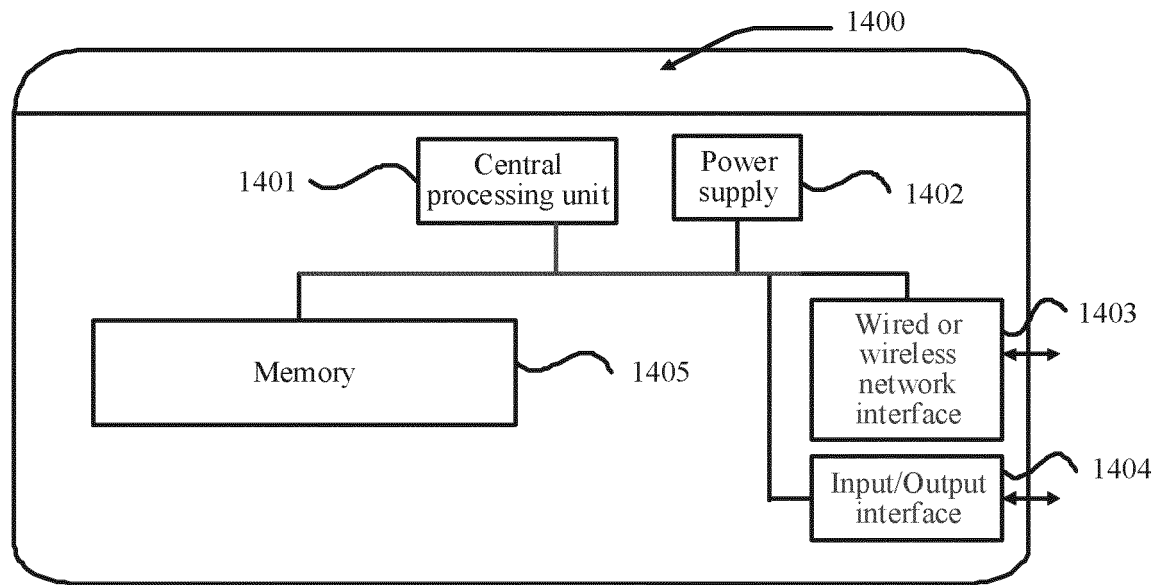 1400
Central
processing unit
1401
Power
supply
1402
Wired or
wireless
network
interface
1403
Memory
1405
Input/Output
interface
1404